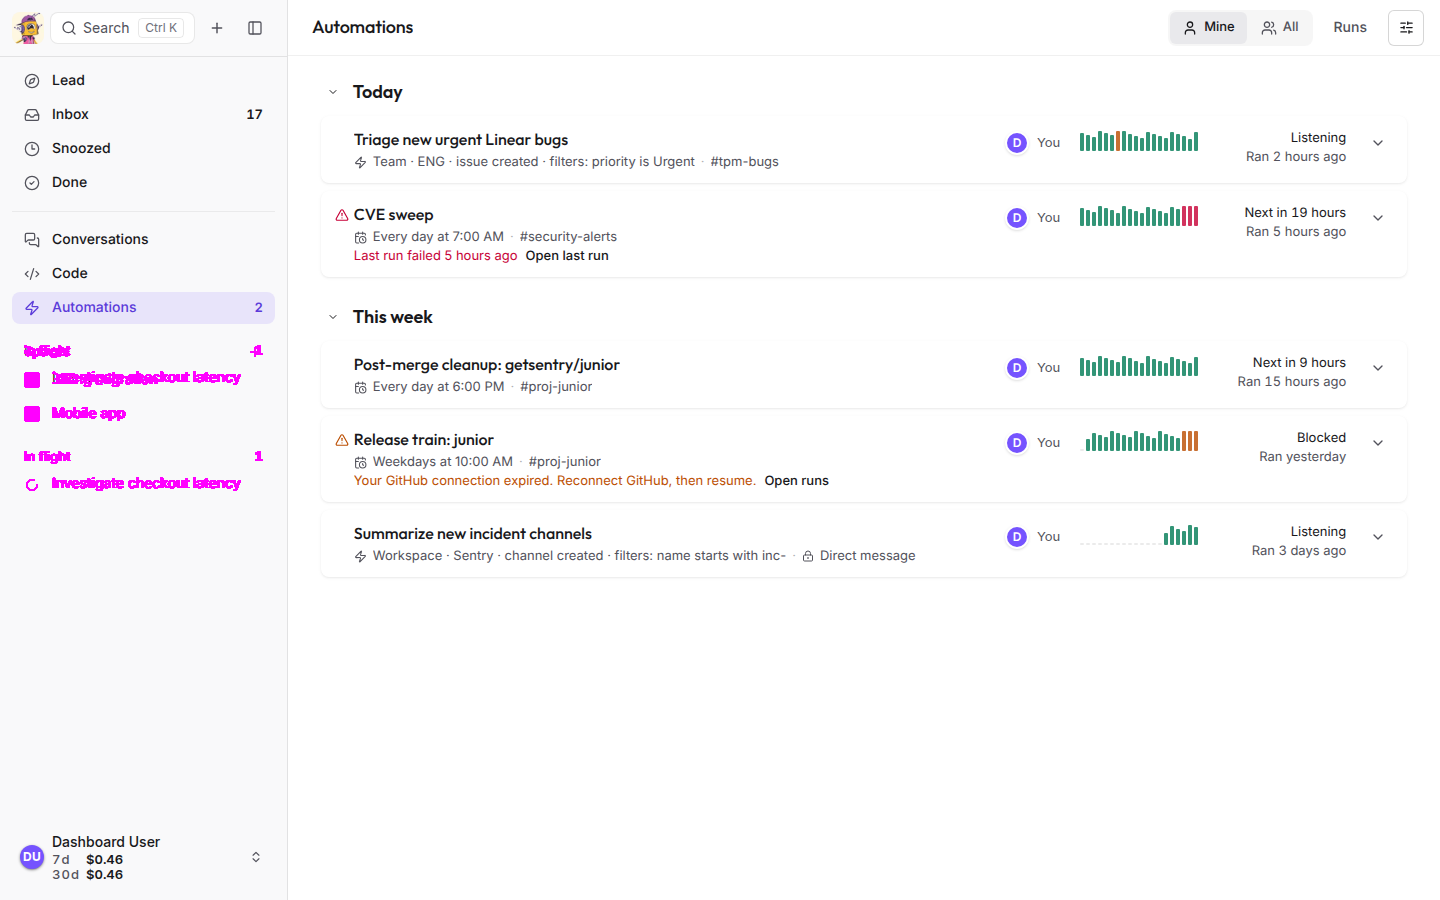 Search Ctrl K
Lead
Inbox 17
Snoozed
Done
Conversations
Code
Automations 2
Investigate checkout latency
Mobile app
In flight 1
Investigate checkout latency
DU Dashboard User
7d $0.46
30d $0.46
Automations
Mine All Runs
Today
Triage new urgent Linear bugs D You Listening
Team · ENG · issue created · filters: priority is Urgent · #tpm-bugs Ran 2 hours ago
CVE sweep D You Next in 19 hours
Every day at 7:00 AM · #security-alerts Ran 5 hours ago
Last run failed 5 hours ago Open last run
This week
Post-merge cleanup: getsentry/junior D You Next in 9 hours
Every day at 6:00 PM · #proj-junior Ran 15 hours ago
Release train: junior D You Blocked
Weekdays at 10:00 AM · #proj-junior Ran yesterday
Your GitHub connection expired. Reconnect GitHub, then resume. Open runs
Summarize new incident channels D You Listening
Workspace · Sentry · channel created · filters: name starts with inc- · Direct message Ran 3 days ago